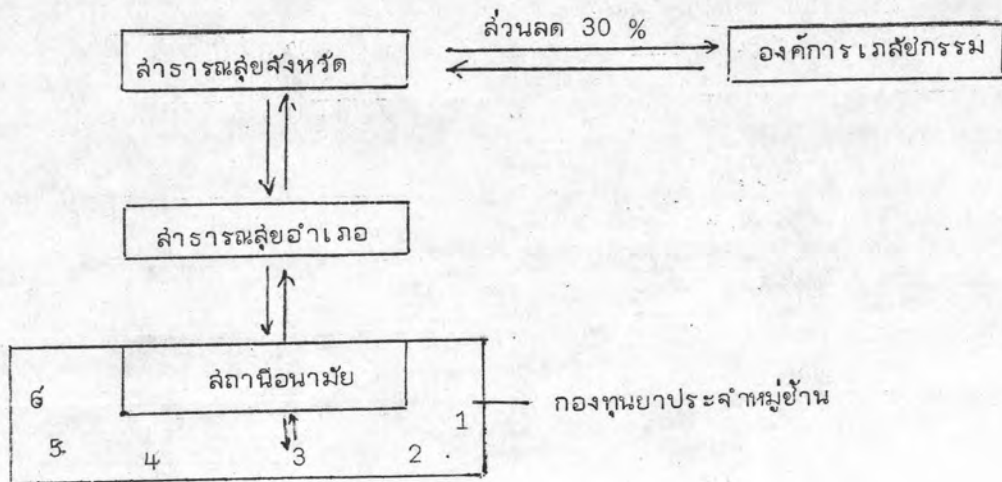 ส่วนลด 30 %
สาธารณสุขจังหวัด
องค์การเภสัชกรรม
สาธารณสุขอำเภอ
สถานีอนามัย
กองทุนยาประจำหมู่บ้าน
6
5
4
3
2
1